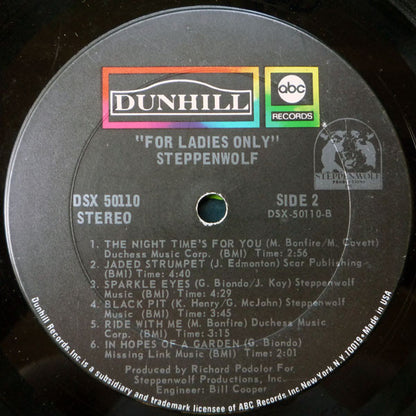 DUNHILL
abc
RECORDS
"FOR LADIES ONLY"
STEPPENWOLF
STEPPENWOLF
DSX 50110
STEREO
SIDE 2
DSX-50110-B
1. THE NIGHT TIME'S FOR YOU (M. Bonfire/M. Covett)
Duchess Music Corp. (BMI) Time: 2:56
2. JADED STRUMPET (J. Edmonton) Scar Publishing
(BMI) Time: 4:40
3. SPARKLE EYES (G. Biondo/J. Kay) Steppenwolf
Music (BMI) Time: 4:29
4. BLACK PIT (K. Henry/G. McJohn) Steppenwolf
Music (BMI) Time: 3:45
5. RIDE WITH ME (M. Bonfire) Duchess Music
Corp. (BMI) Time: 3:15
6. IN HOPES OF A GARDEN (G. Biondo)
Missing Link Music (BMI) Time: 2:01
Produced by Richard Podolor For
Steppenwolf Productions, Inc.
Engineer: Bill Cooper
Dunhill Records Inc. is a subsidiary and trademark licensee of ABC Records Inc. New York N.Y. 10019 • Made in USA